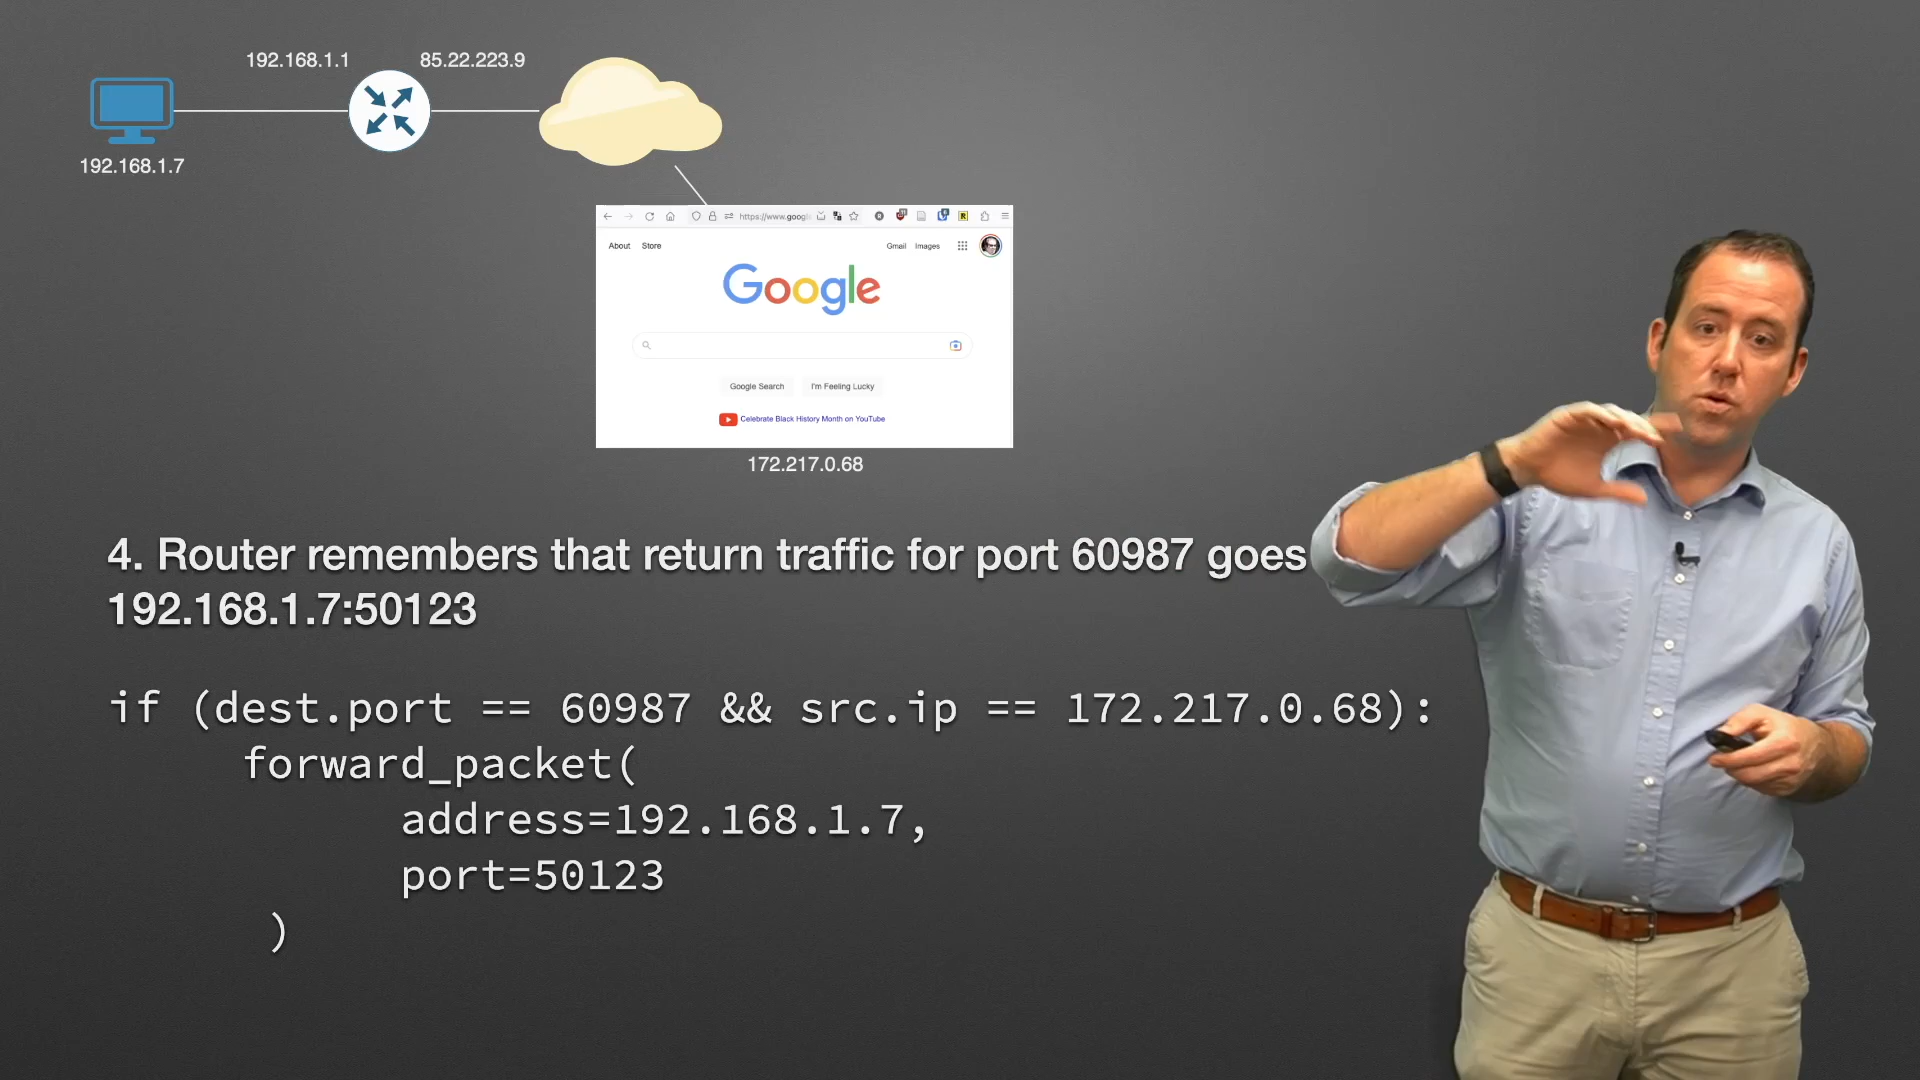 192.168.1.1 85.22.223.9
192.168.1.7
https://www.googl
About Store Gmail Images
Google
Google Search I'm Feeling Lucky
Celebrate Black History Month on YouTube
172.217.0.68
4. Router remembers that return traffic for port 60987 goes
192.168.1.7:50123
if (dest.port == 60987 && src.ip == 172.217.0.68):
forward_packet(
address=192.168.1.7,
port=50123
)